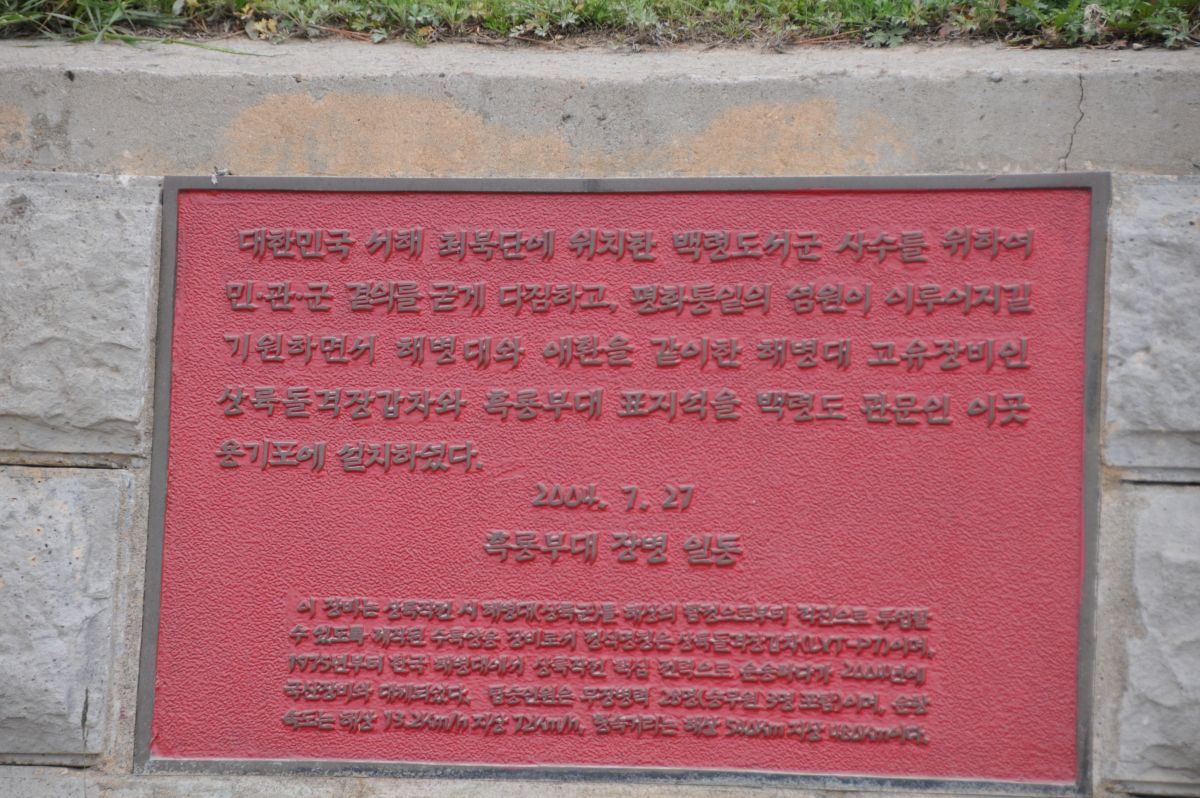 대한민국 서해 최북단에 위치한 백령도서군 사수를 위하여
민·관·군 결의를 굳게 다짐하고, 평화통일의 염원이 이루어지길
기원하면서 해병대와 애환을 같이한 해병대 고유장비인
상륙돌격장갑차와 흑룡부대 표지석을 백령도 관문인 이곳
용기포에 설치하였다.
2004. 7. 27
흑룡부대 장병 일동
이 장비는 상륙작전 시 해병대(상륙군)를 해상의 함정으로부터 적진으로 투입할
수 있도록 제작된 수륙양용 장비로서 정식명칭은 상륙돌격장갑차(LVT-P7)이며,
1975년부터 한국 해병대에서 상륙작전 핵심 전력으로 운용하다가 2004년에
국산장비와 대체되었다. 탑승인원은 무장병력 28명(승무원 3명 포함)이며, 순항
속도는 해상 13.2Km/h 지상 72Km/h, 항속거리는 해상 지상 480Km이다.